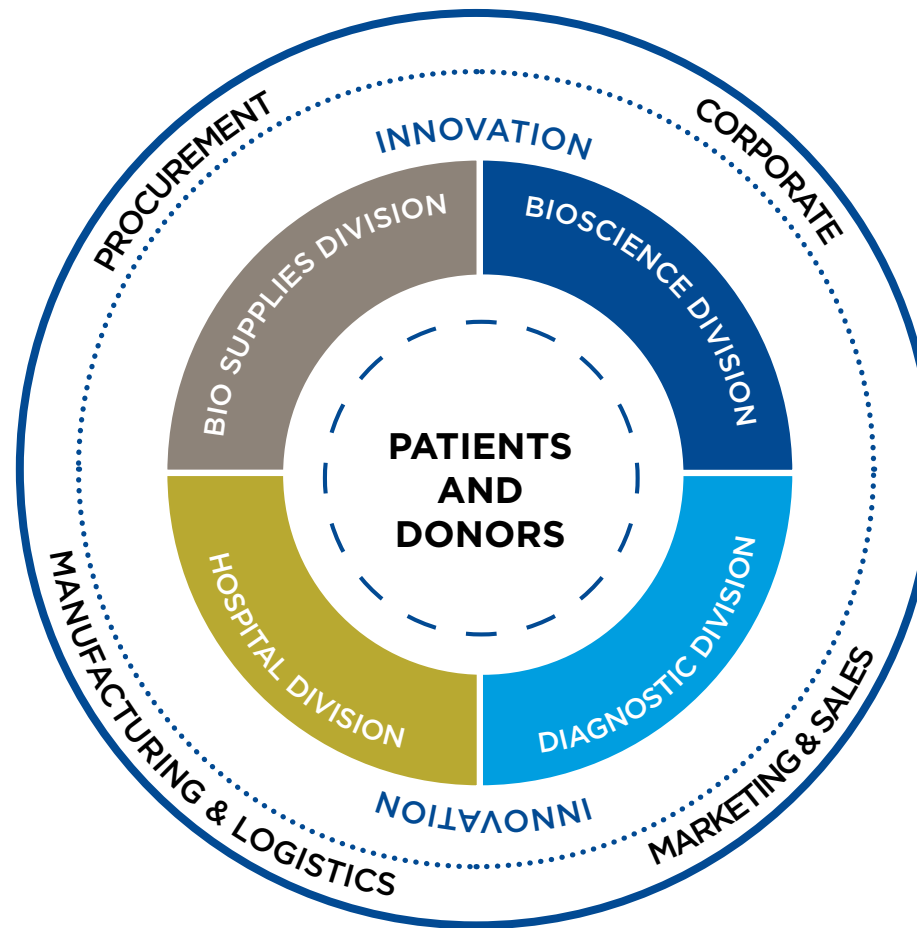 PROCUREMENT
CORPORATE
INNOVATION
BIO SUPPLIES DIVISION
BIOSCIENCE DIVISION
PATIENTS
AND
DONORS
HOSPITAL DIVISION
DIAGNOSTIC DIVISION
INNOVATION
MANUFACTURING & LOGISTICS
MARKETING & SALES